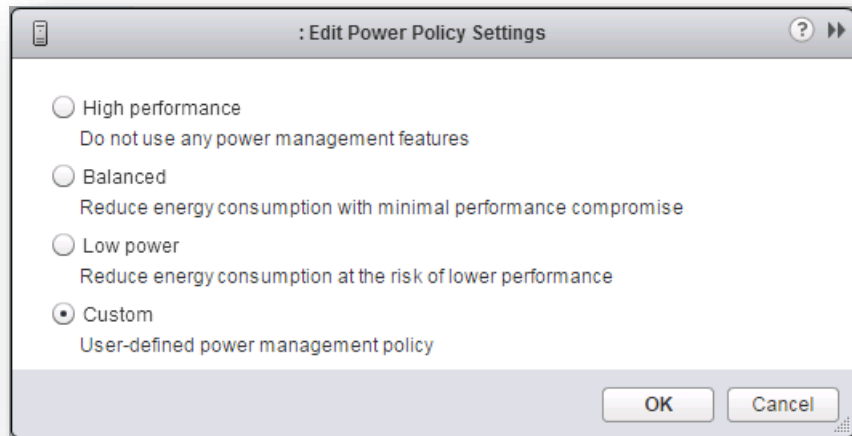 : Edit Power Policy Settings ?
High performance
Do not use any power management features
Balanced
Reduce energy consumption with minimal performance compromise
Low power
Reduce energy consumption at the risk of lower performance
Custom
User-defined power management policy
OK Cancel